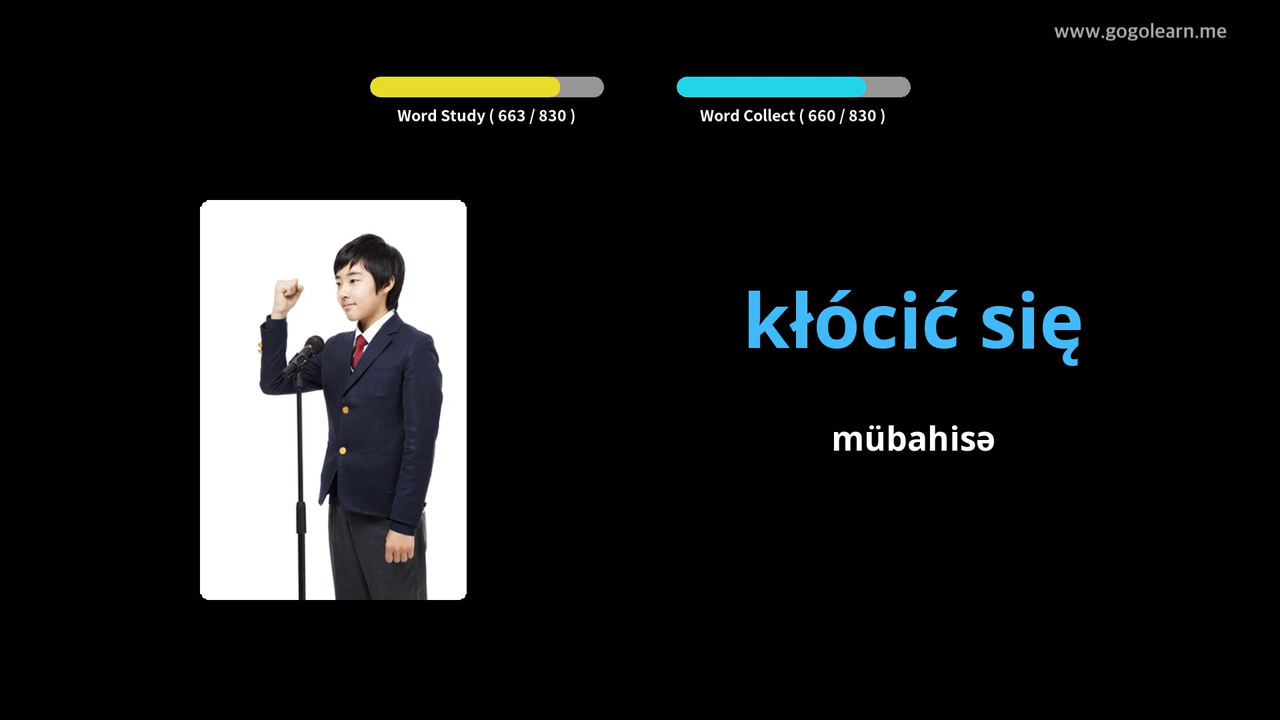 www.gogolearn.me
Word Study ( 663 / 830 )
Word Collect ( 660 / 830 )
kłócić się
mübahisə